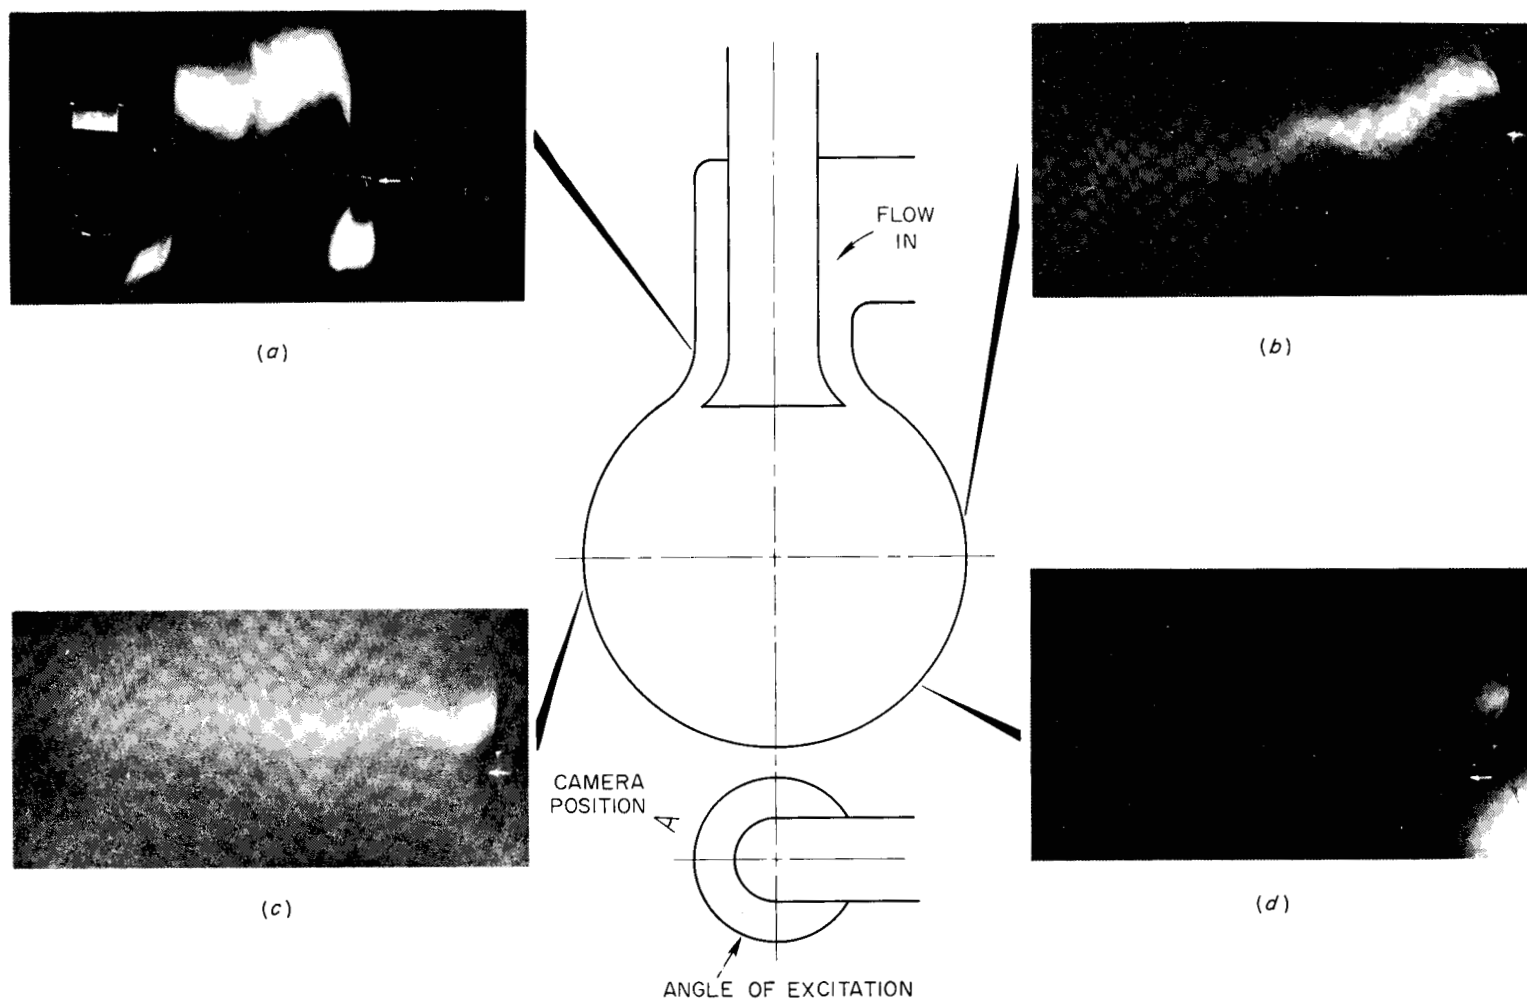 FLOW
IN
(a)
(b)
CAMERA
POSITION
(c)
(d)
ANGLE OF EXCITATION